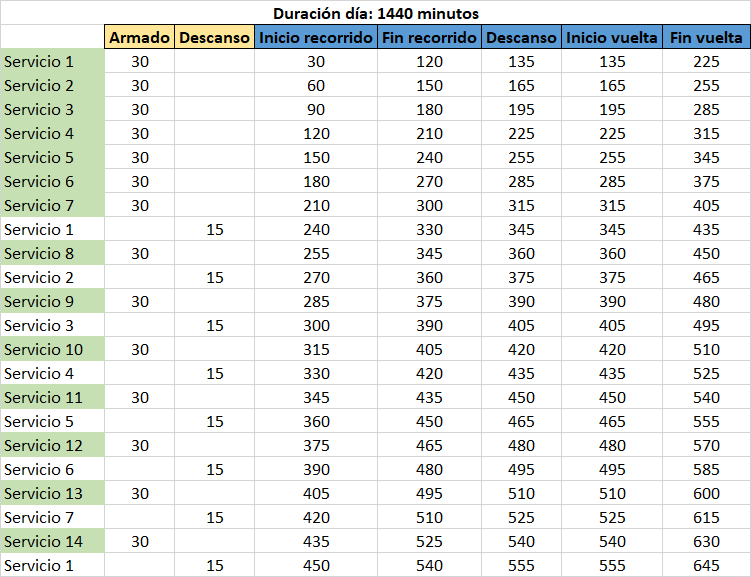 Duración día: 1440 minutos
Armado Descanso Inicio recorrido Fin recorrido Descanso Inicio vuelta Fin vuelta
Servicio 1 30 30 120 135 135 225
Servicio 2 30 60 150 165 165 255
Servicio 3 30 90 180 195 195 285
Servicio 4 30 120 210 225 225 315
Servicio 5 30 150 240 255 255 345
Servicio 6 30 180 270 285 285 375
Servicio 7 30 210 300 315 315 405
Servicio 1 15 240 330 345 345 435
Servicio 8 30 255 345 360 360 450
Servicio 2 15 270 360 375 375 465
Servicio 9 30 285 375 390 390 480
Servicio 3 15 300 390 405 405 495
Servicio 10 30 315 405 420 420 510
Servicio 4 15 330 420 435 435 525
Servicio 11 30 345 435 450 450 540
Servicio 5 15 360 450 465 465 555
Servicio 12 30 375 465 480 480 570
Servicio 6 15 390 480 495 495 585
Servicio 13 30 405 495 510 510 600
Servicio 7 15 420 510 525 525 615
Servicio 14 30 435 525 540 540 630
Servicio 1 15 450 540 555 555 645